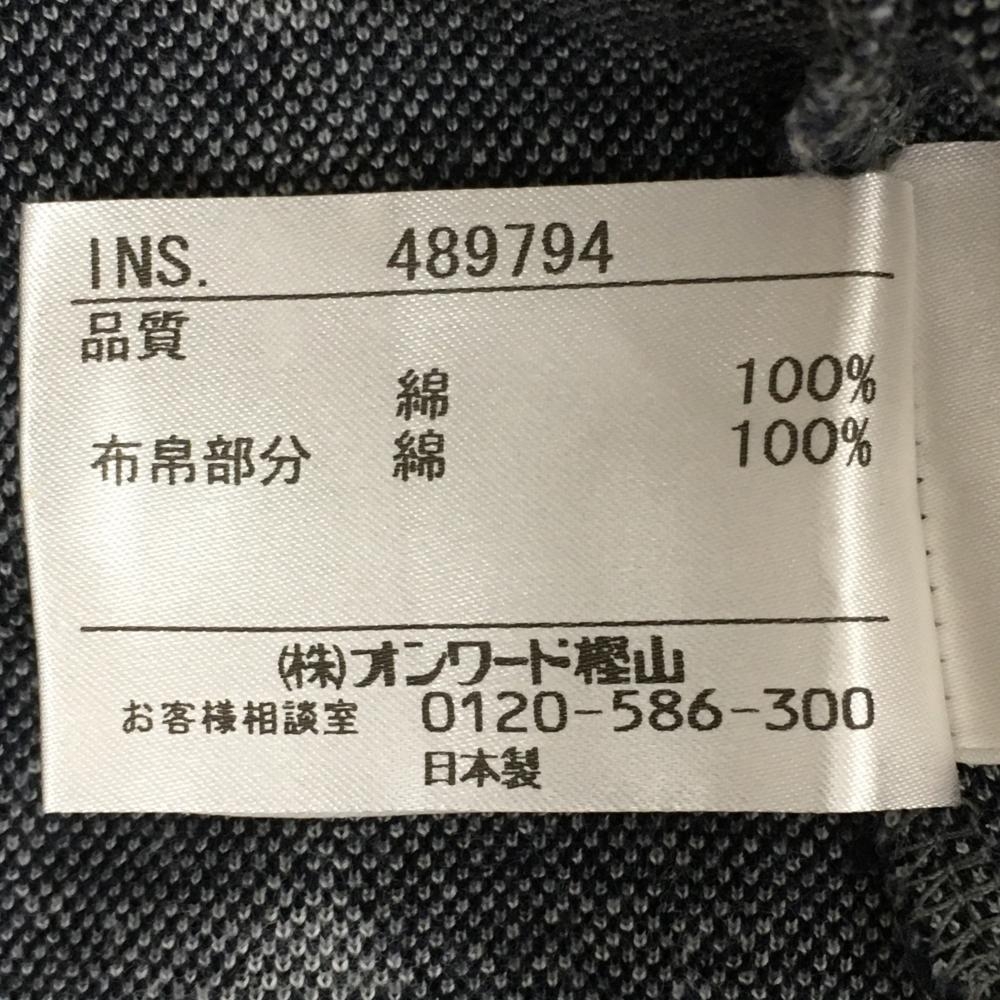 INS. 489794
品質
綿 100%
布帛部分 綿 100%
(株)オンワード樫山
お客様相談室 0120-586-300
日本製